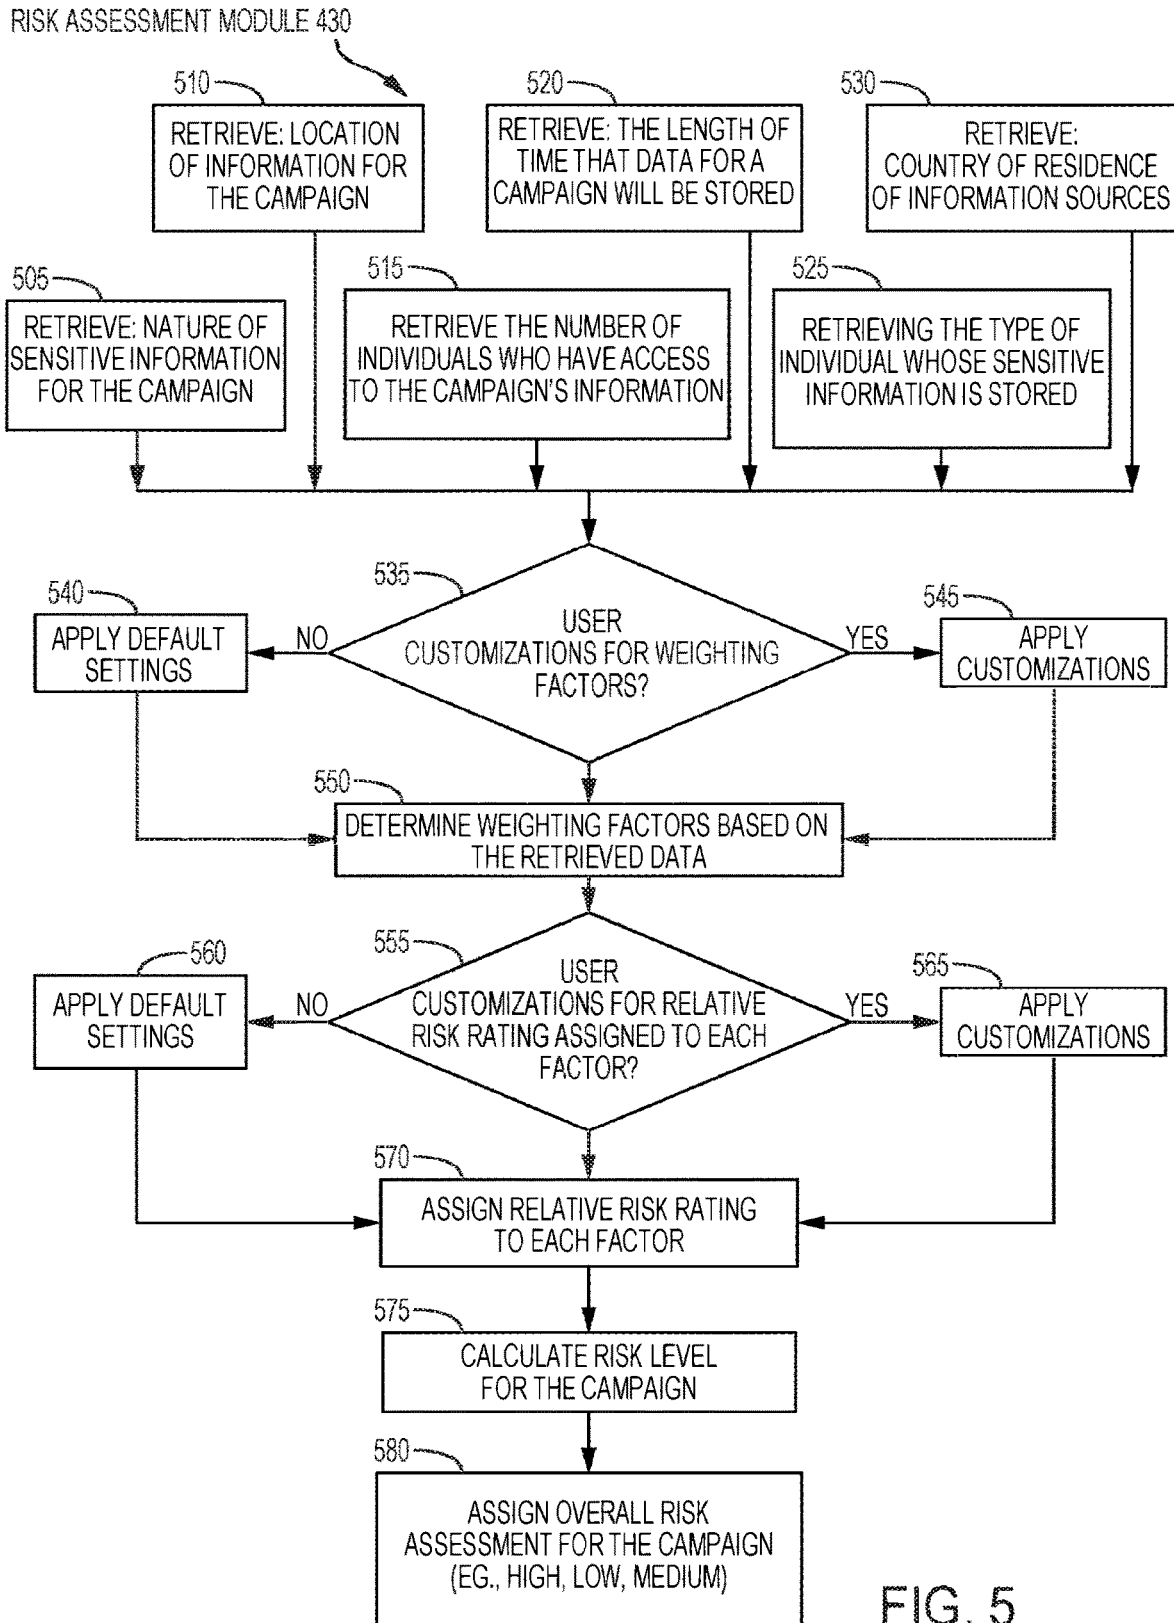 RISK ASSESSMENT MODULE 430
510
RETRIEVE: LOCATION
OF INFORMATION FOR
THE CAMPAIGN
520
RETRIEVE: THE LENGTH OF
TIME THAT DATA FOR A
CAMPAIGN WILL BE STORED
530
RETRIEVE:
COUNTRY OF RESIDENCE
OF INFORMATION SOURCES
505
RETRIEVE: NATURE OF
SENSITIVE INFORMATION
FOR THE CAMPAIGN
515
RETRIEVE THE NUMBER OF
INDIVIDUALS WHO HAVE ACCESS
TO THE CAMPAIGN'S INFORMATION
525
RETRIEVING THE TYPE OF
INDIVIDUAL WHOSE SENSITIVE
INFORMATION IS STORED
535
USER
CUSTOMIZATIONS FOR WEIGHTING
FACTORS?
NO
540
APPLY DEFAULT
SETTINGS
YES
545
APPLY
CUSTOMIZATIONS
550
DETERMINE WEIGHTING FACTORS BASED ON
THE RETRIEVED DATA
555
USER
CUSTOMIZATIONS FOR RELATIVE
RISK RATING ASSIGNED TO EACH
FACTOR?
NO
560
APPLY DEFAULT
SETTINGS
YES
565
APPLY
CUSTOMIZATIONS
570
ASSIGN RELATIVE RISK RATING
TO EACH FACTOR
575
CALCULATE RISK LEVEL
FOR THE CAMPAIGN
580
ASSIGN OVERALL RISK
ASSESSMENT FOR THE CAMPAIGN
(EG., HIGH, LOW, MEDIUM)
FIG. 5